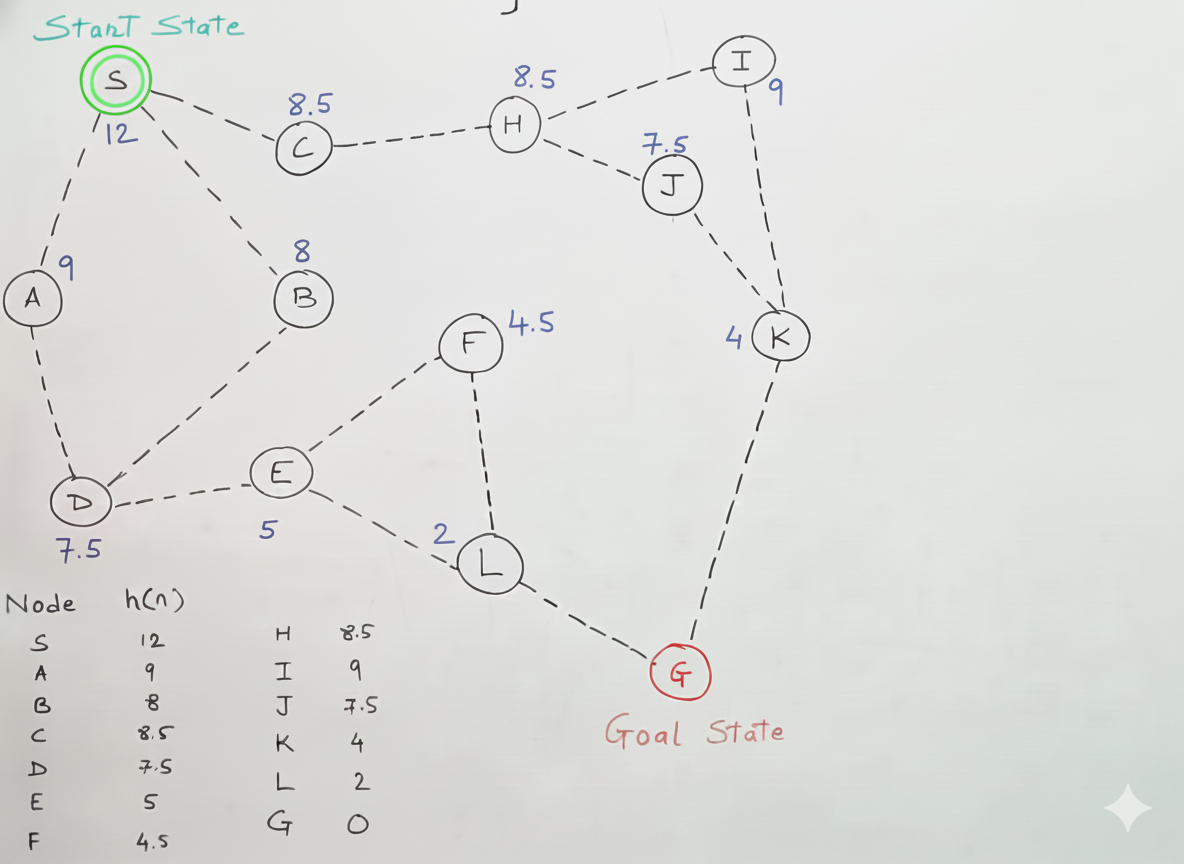 Start State
S
12
8.5
C
8.5
H
I
9
7.5
J
A
9
8
B
F
4.5
4
K
D
7.5
E
5
2
L
G
Goal State
Node h(n)
S 12
A 9
B 8
C 8.5
D 7.5
E 5
F 4.5
H 8.5
I 9
J 7.5
K 4
L 2
G 0